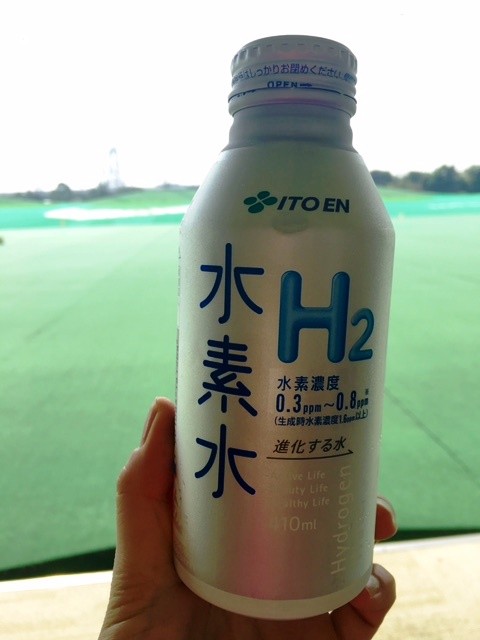 しっかりお閉めください
OPEN
ITO EN
水素水
H2
水素濃度
0.3ppm～0.8ppm※
(生成時水素濃度1.6ppm以上)
進化する水
Life
Life
Healthy Life
410ml
Hydrogen